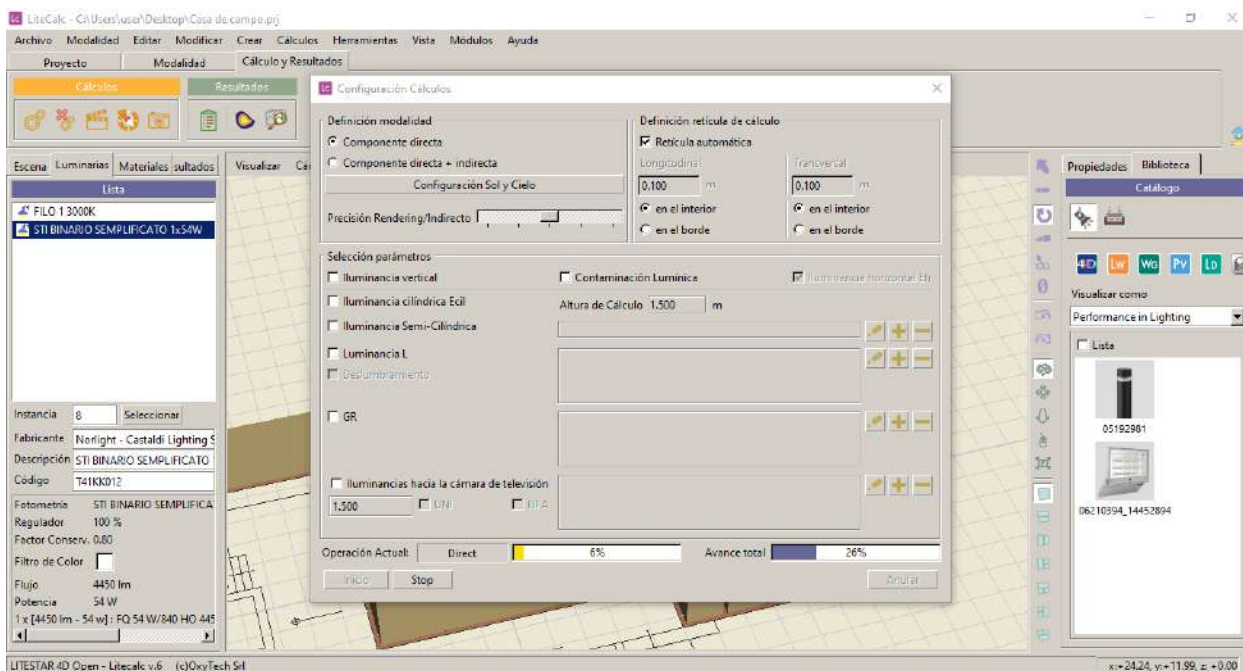 LiteCalc - C:\Users\user\Desktop\Casa de campo.prj
Archivo Modalidad Editar Modificar Crear Cálculos Herramientas Vista Módulos Ayuda
Proyecto Modalidad Cálculo y Resultados
Cálculos Resultados
Configuración Cálculos
Definición modalidad
Componente directa
Componente directa + indirecta
Configuración Sol y Cielo
Precisión Rendering/Indirecto
Definición retícula de cálculo
Retícula automática
Longitudinal Transversal
0.100 m 0.100 m
en el interior en el interior
en el borde en el borde
Selección parámetros
Iluminancia vertical Contaminación Lumínica Iluminancia Horizontal Eh
Iluminancia cilíndrica Ecil Altura de Cálculo 1.500 m
Iluminancia Semi-Cilíndrica
Luminancia L
Deslumbramiento
GR
Iluminancias hacia la cámara de televisión
1.500 UNI FIFA
Operación Actual: Direct 6% Avance total 26%
Inicio Stop Anular
Escena Luminarias Materiales sultados
Visualizar
Lista
FILO 1 3000K
STI BINARIO SEMPLIFICATO 1x54W
Instancia 8 Seleccionar
Fabricante Norlight - Castaldi Lighting S
Descripción STI BINARIO SEMPLIFICATO
Código T41KK012
Fotometría STI BINARIO SEMPLIFICA
Regulador 100 %
Factor Conserv. 0.80
Filtro de Color
Flujo 4450 lm
Potencia 54 W
1 x [4450 lm - 54 w] : FQ 54 W/840 HO 445
Propiedades Biblioteca
Catálogo
4D LW WG PV LD
Visualizar como
Performance in Lighting
Lista
05192981
06210394_14452894
LITESTAR 4D Open - Litecalc v.6 (c)OxyTech Srl
x:+24.24, y:+11.99, z: +0.00